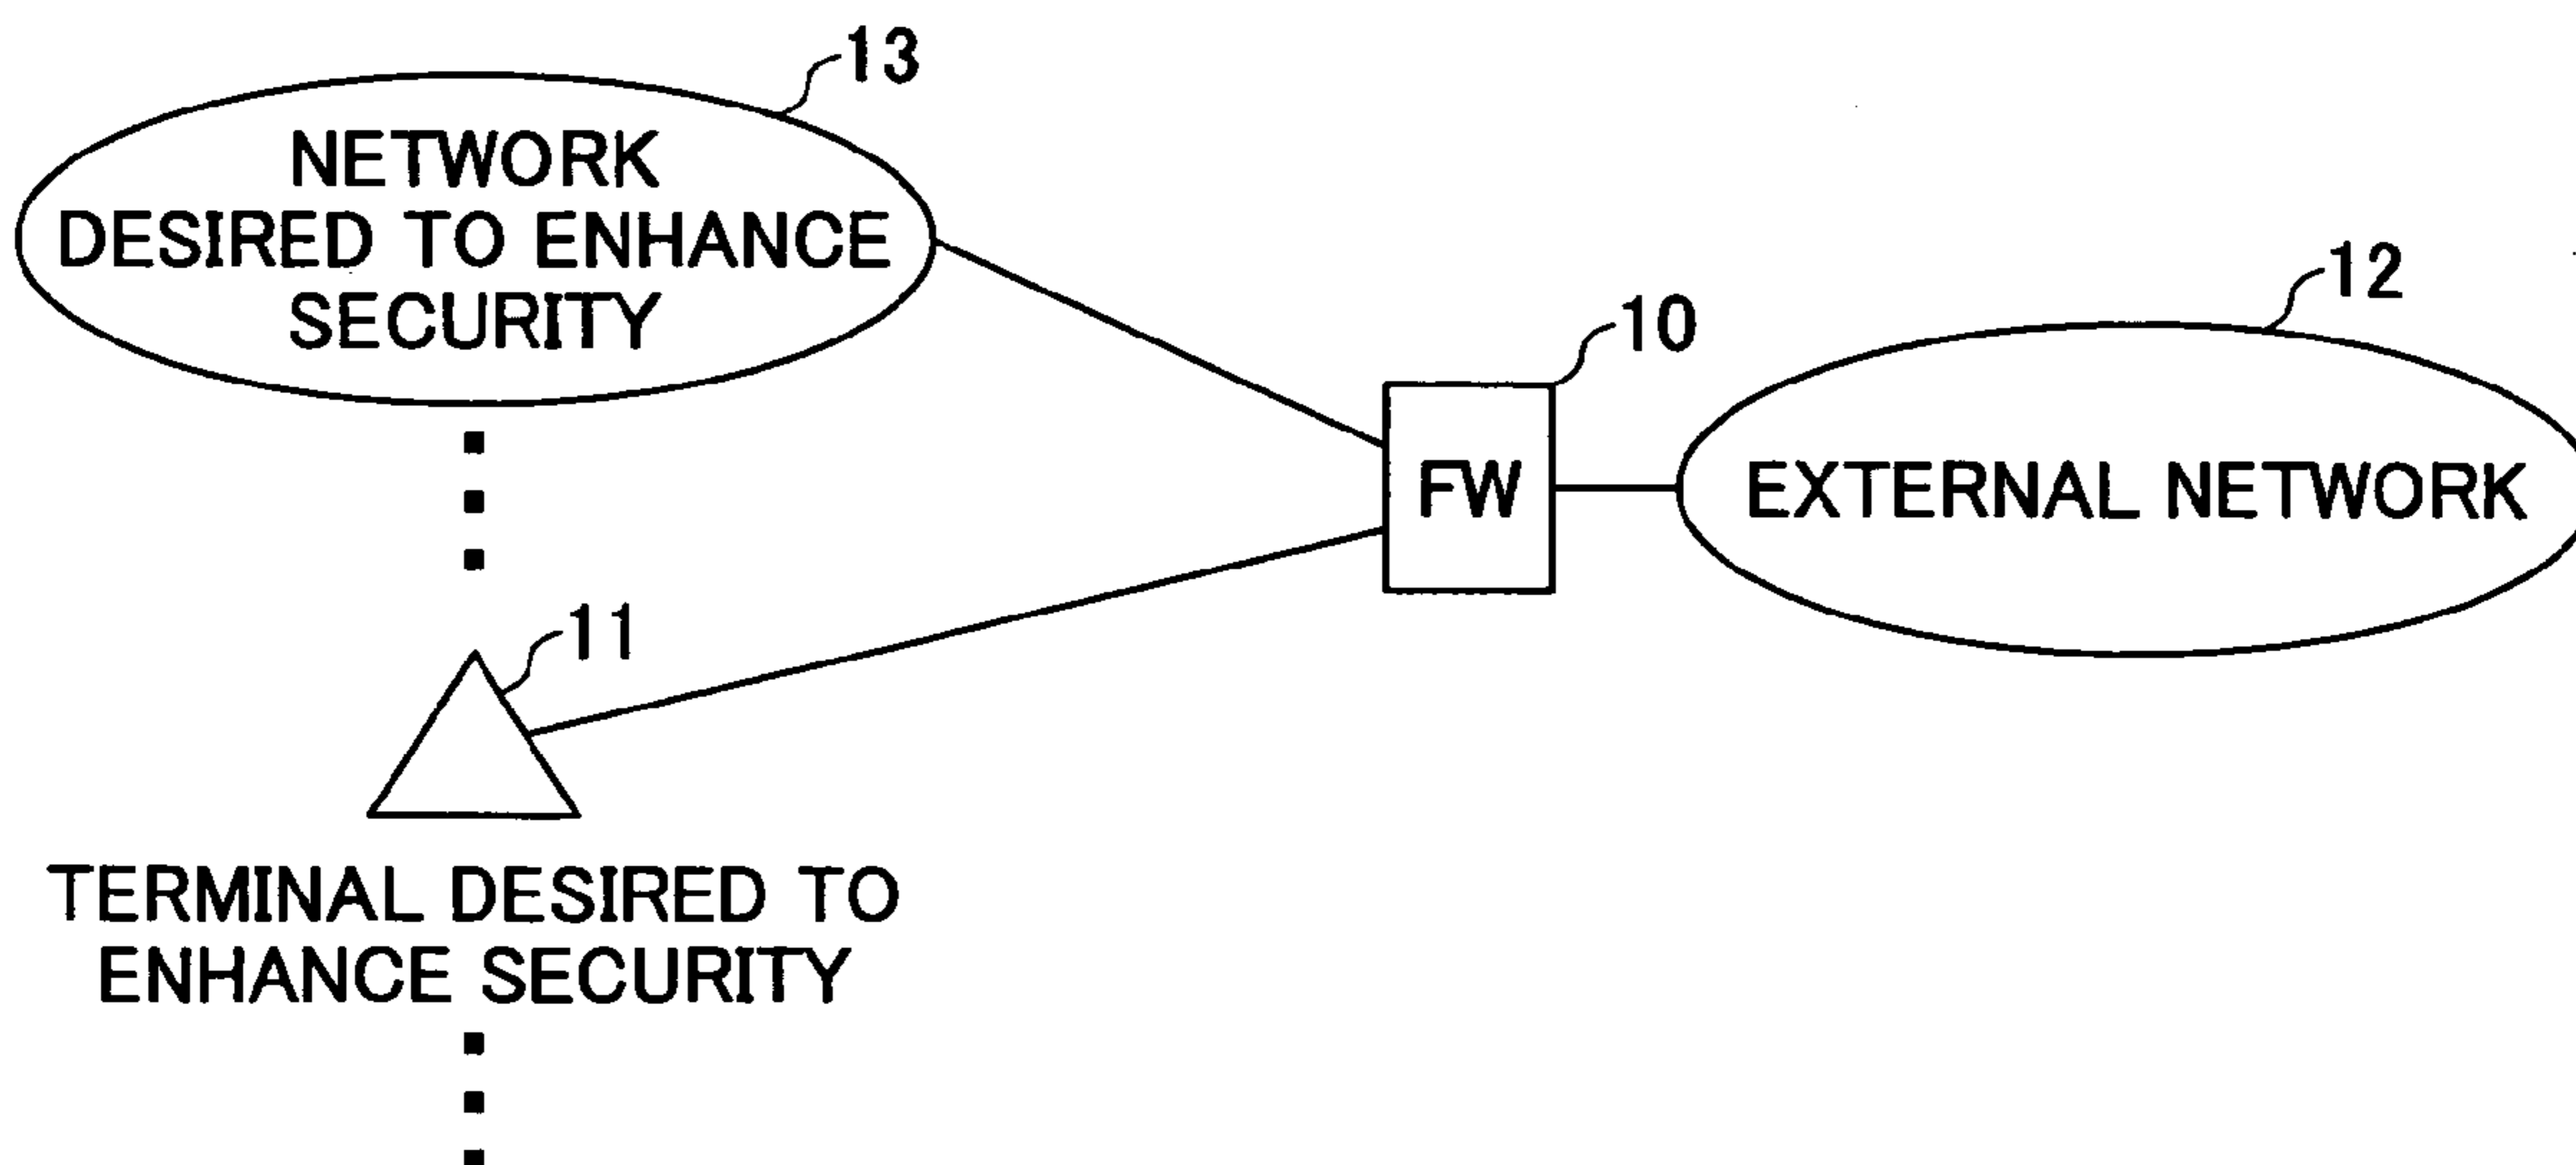 13
NETWORK
DESIRED TO ENHANCE
SECURITY
12
10
FW
EXTERNAL NETWORK
11
TERMINAL DESIRED TO
ENHANCE SECURITY